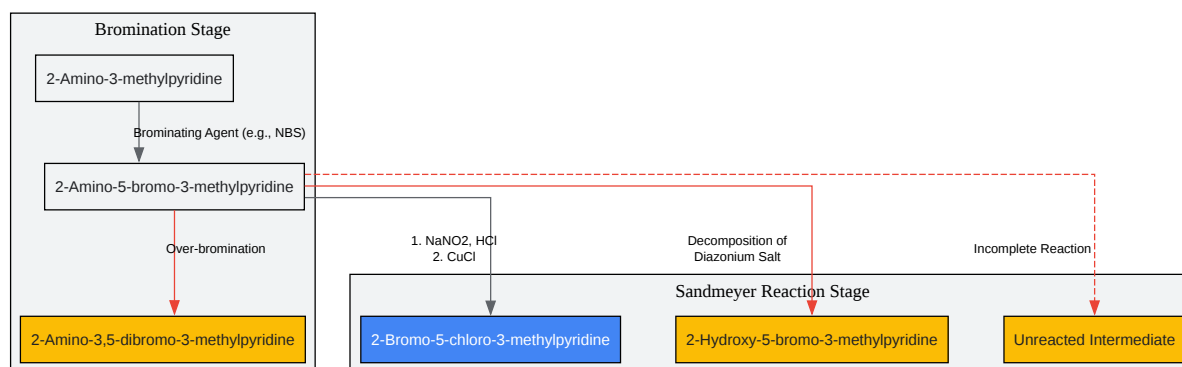 Bromination Stage
2-Amino-3-methylpyridine
Brominating Agent (e.g., NBS)
2-Amino-5-bromo-3-methylpyridine
Over-bromination
1. NaNO2, HCl
2. CuCl
Decomposition of
Diazonium Salt
Incomplete Reaction
Sandmeyer Reaction Stage
2-Amino-3,5-dibromo-3-methylpyridine
2-Bromo-5-chloro-3-methylpyridine
2-Hydroxy-5-bromo-3-methylpyridine
Unreacted Intermediate